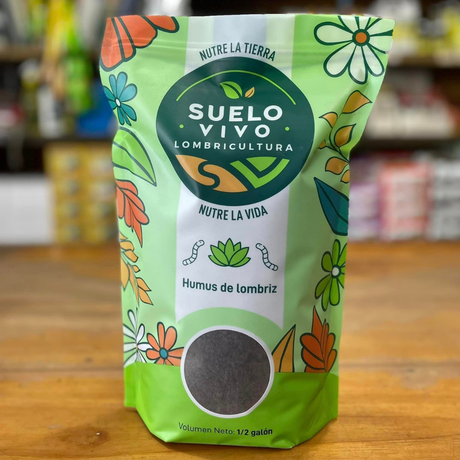 NUTRE LA TIERRA
SUELO
VIVO
LOMBRICULTURA
NUTRE LA VIDA
Humus de lombriz
Volumen Neto: 1/2 galón